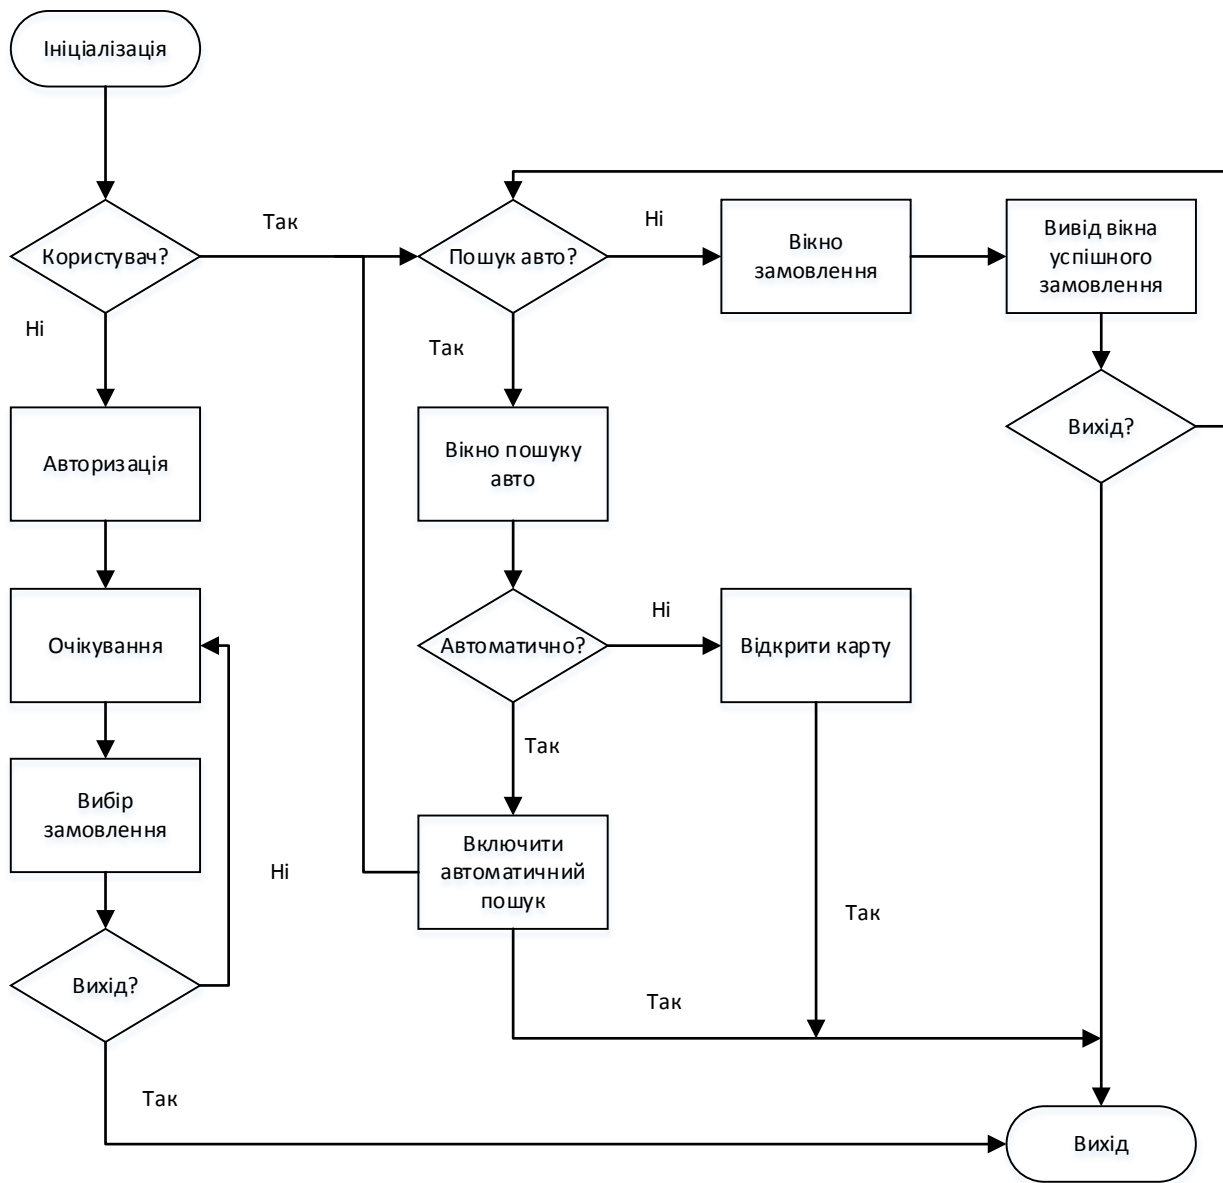 Ініціалізація
Так
Ні
Користувач?
Пошук авто?
Вікно
замовлення
Вивід вікна
успішного
замовлення
Ні
Так
Вихід?
Авторизація
Вікно пошуку
авто
Ні
Очікування
Автоматично?
Відкрити карту
Так
Вибір
замовлення
Включити
автоматичний
пошук
Ні
Так
Вихід?
Так
Так
Вихід